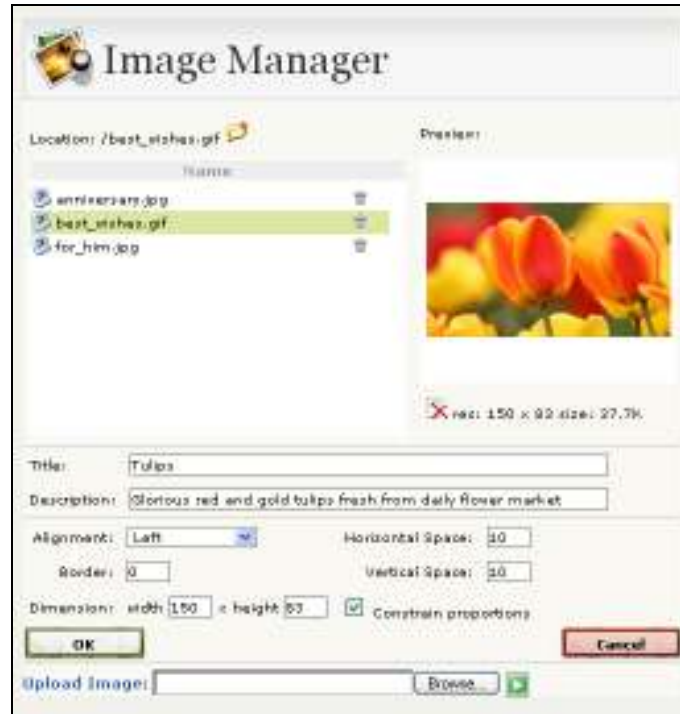 Image Manager
Location: /best_wishes.gif
Preview:
Name
anniversary.jpg
best_wishes.gif
for_him.jpg
res: 150 x 83 size: 37.7K
Title: Tulips
Description: Glorious red and gold tulips fresh from daily flower market
Alignment: Left
Horizontal Space: 10
Border: 0
Vertical Space: 10
Dimension: width 150 x height 83
Constrain proportions
OK
Cancel
Upload Image: Browse...